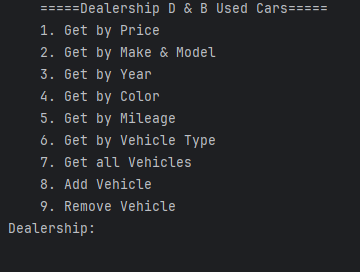 =====Dealership D & B Used Cars=====
1. Get by Price
2. Get by Make & Model
3. Get by Year
4. Get by Color
5. Get by Mileage
6. Get by Vehicle Type
7. Get all Vehicles
8. Add Vehicle
9. Remove Vehicle
Dealership: